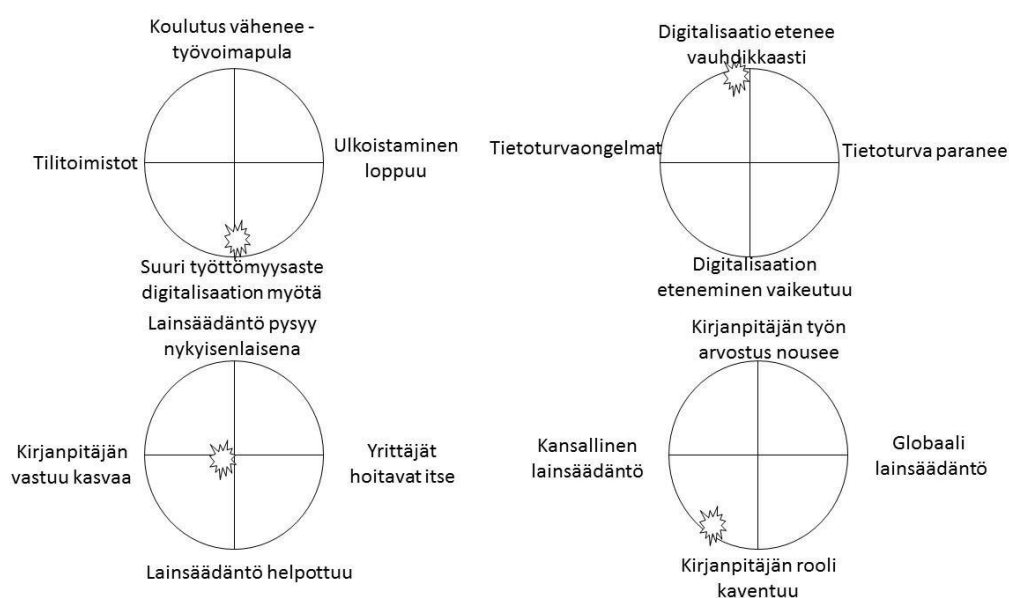 Koulutus vähenee -
työvoimapula
Tilitoimistot
Ulkoistaminen
loppuu
Suuri työttömyysaste
digitalisaation myötä
Digitalisaatio etenee
vauhdikkaasti
Tietoturvaongelmat
Tietoturva paranee
Digitalisaation
eteneminen vaikeutuu
Lainsäädäntö pysyy
nykyisenlaisena
Kirjanpitäjän
vastuu kasvaa
Yrittäjät
hoitavat itse
Lainsäädäntö helpottuu
Kirjanpitäjän työn
arvostus nousee
Kansallinen
lainsäädäntö
Globaali
lainsäädäntö
Kirjanpitäjän rooli
kaventuu